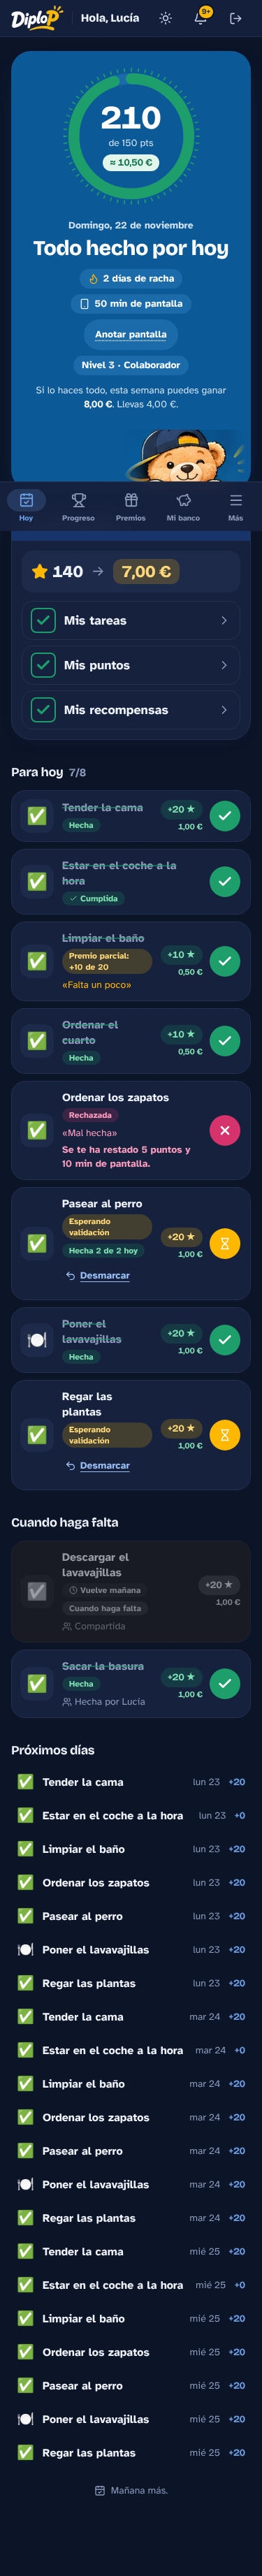 DiploP
Hola, Lucía
9+
210
de 150 pts
≈ 10,50 €
Domingo, 22 de noviembre
Todo hecho por hoy
2 días de racha
50 min de pantalla
Anotar pantalla
Nivel 3 · Colaborador
Si lo haces todo, esta semana puedes ganar
8,00 €. Llevas 4,00 €.
Hoy
Progreso
Premios
Mi banco
Más
140 → 7,00 €
Mis tareas
Mis puntos
Mis recompensas
Para hoy 7/8
Tender la cama
Hecha
+20 ★
1,00 €
Estar en el coche a la
hora
Cumplida
Limpiar el baño
Premio parcial:
+10 de 20
«Falta un poco»
+10 ★
0,50 €
Ordenar el
cuarto
Hecha
+10 ★
0,50 €
Ordenar los zapatos
Rechazada
«Mal hecha»
Se te ha restado 5 puntos y
10 min de pantalla.
Pasear al perro
Esperando
validación
Hecha 2 de 2 hoy
Desmarcar
+20 ★
1,00 €
Poner el
lavavajillas
Hecha
+20 ★
1,00 €
Regar las
plantas
Esperando
validación
Desmarcar
+20 ★
1,00 €
Cuando haga falta
Descargar el
lavavajillas
Vuelve mañana
Cuando haga falta
Compartida
+20 ★
1,00 €
Sacar la basura
Hecha
Hecha por Lucía
+20 ★
1,00 €
Próximos días
Tender la cama lun 23 +20
Estar en el coche a la hora lun 23 +0
Limpiar el baño lun 23 +20
Ordenar los zapatos lun 23 +20
Pasear al perro lun 23 +20
Poner el lavavajillas lun 23 +20
Regar las plantas lun 23 +20
Tender la cama mar 24 +20
Estar en el coche a la hora mar 24 +0
Limpiar el baño mar 24 +20
Ordenar los zapatos mar 24 +20
Pasear al perro mar 24 +20
Poner el lavavajillas mar 24 +20
Regar las plantas mar 24 +20
Tender la cama mié 25 +20
Estar en el coche a la hora mié 25 +0
Limpiar el baño mié 25 +20
Ordenar los zapatos mié 25 +20
Pasear al perro mié 25 +20
Poner el lavavajillas mié 25 +20
Regar las plantas mié 25 +20
Mañana más.